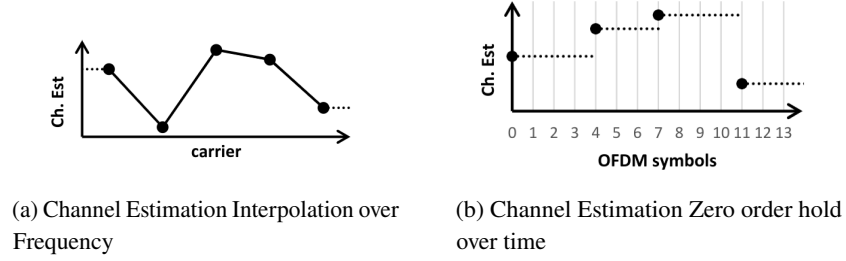 Ch. Est
carrier
Ch. Est
0 1 2 3 4 5 6 7 8 9 10 11 12 13
OFDM symbols
(a) Channel Estimation Interpolation over
Frequency
(b) Channel Estimation Zero order hold
over time